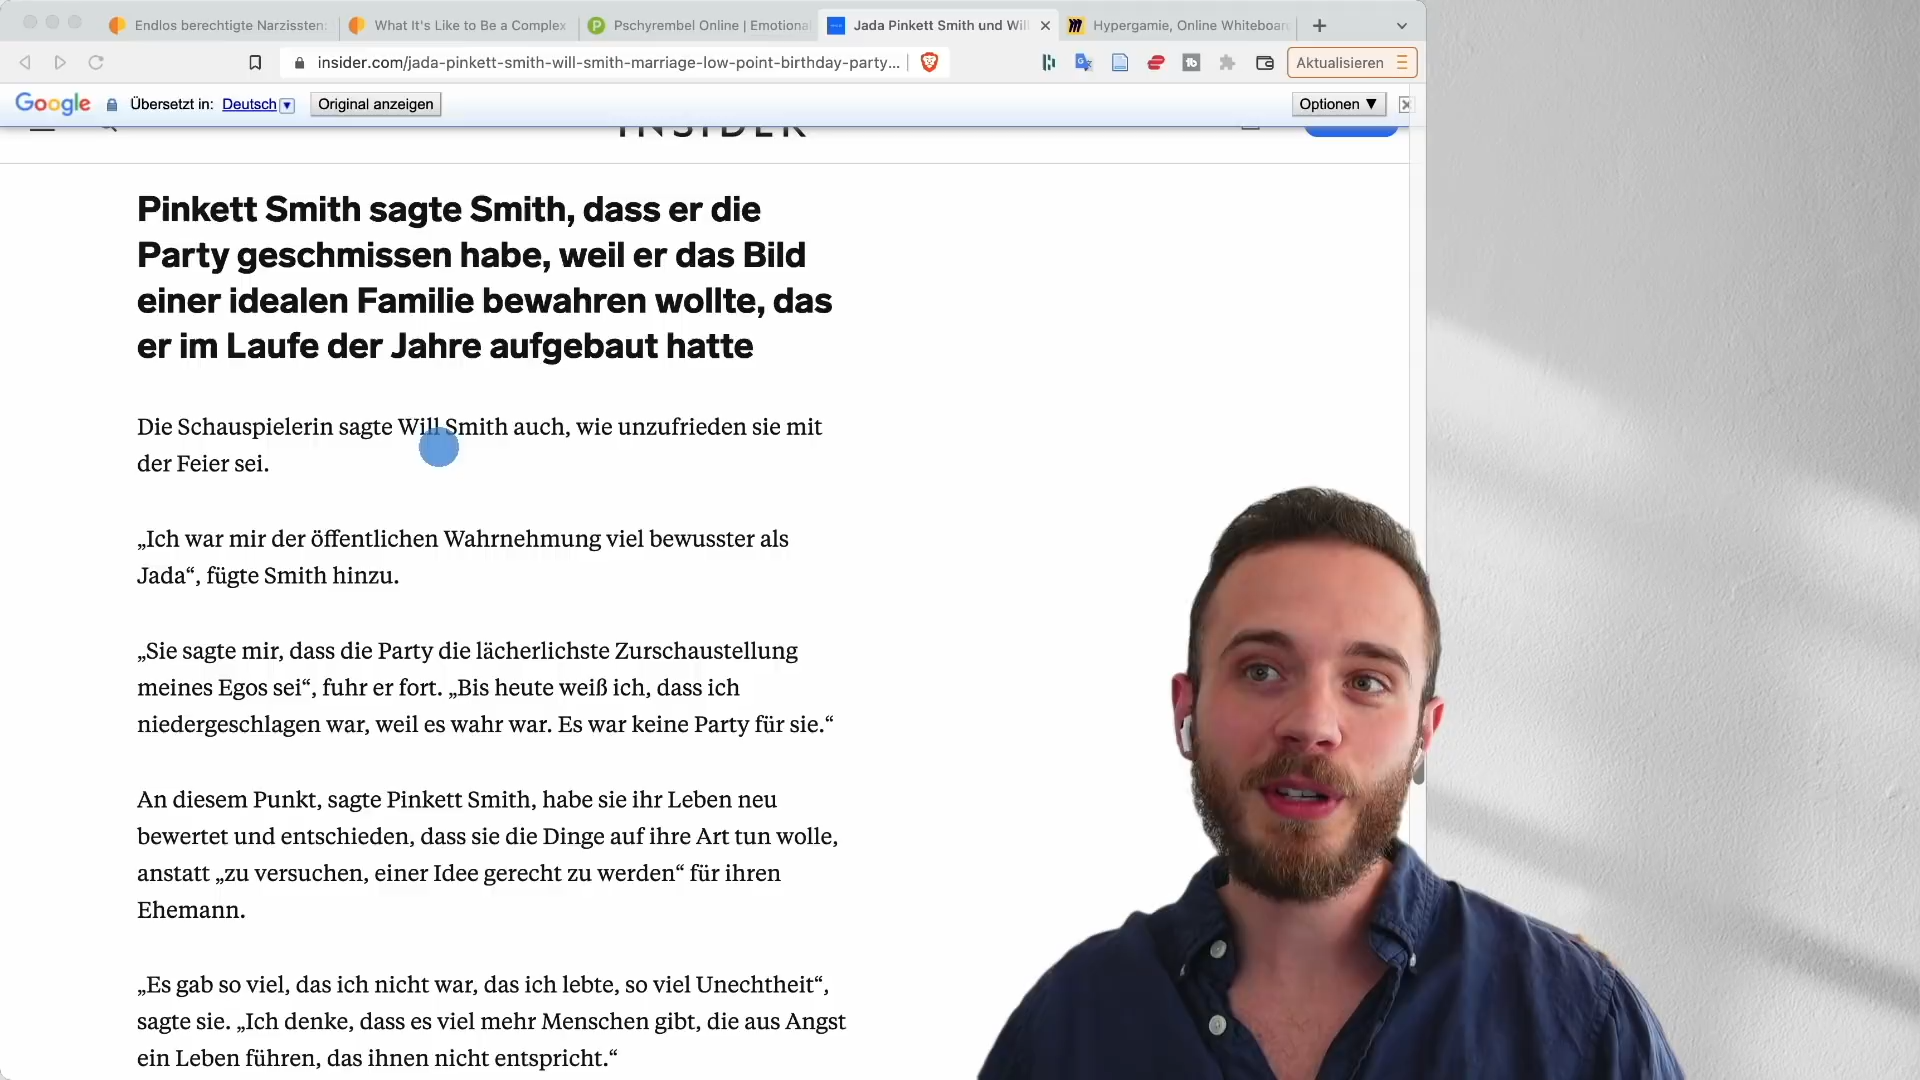 Endlos berechtigte Narzissten:
What It's Like to Be a Complex
Pschyrembel Online | Emotiona
Jada Pinkett Smith und Will
Hypergamie, Online Whiteboar
insider.com/jada-pinkett-smith-will-smith-marriage-low-point-birthday-party...
Aktualisieren
Google Übersetzt in: Deutsch Original anzeigen Optionen
INSIDER
Pinkett Smith sagte Smith, dass er die
Party geschmissen habe, weil er das Bild
einer idealen Familie bewahren wollte, das
er im Laufe der Jahre aufgebaut hatte
Die Schauspielerin sagte Will Smith auch, wie unzufrieden sie mit
der Feier sei.
„Ich war mir der öffentlichen Wahrnehmung viel bewusster als
Jada“, fügte Smith hinzu.
„Sie sagte mir, dass die Party die lächerlichste Zurschaustellung
meines Egos sei“, fuhr er fort. „Bis heute weiß ich, dass ich
niedergeschlagen war, weil es wahr war. Es war keine Party für sie.“
An diesem Punkt, sagte Pinkett Smith, habe sie ihr Leben neu
bewertet und entschieden, dass sie die Dinge auf ihre Art tun wolle,
anstatt „zu versuchen, einer Idee gerecht zu werden“ für ihren
Ehemann.
„Es gab so viel, das ich nicht war, das ich lebte, so viel Unechtheit“,
sagte sie. „Ich denke, dass es viel mehr Menschen gibt, die aus Angst
ein Leben führen, das ihnen nicht entspricht.“